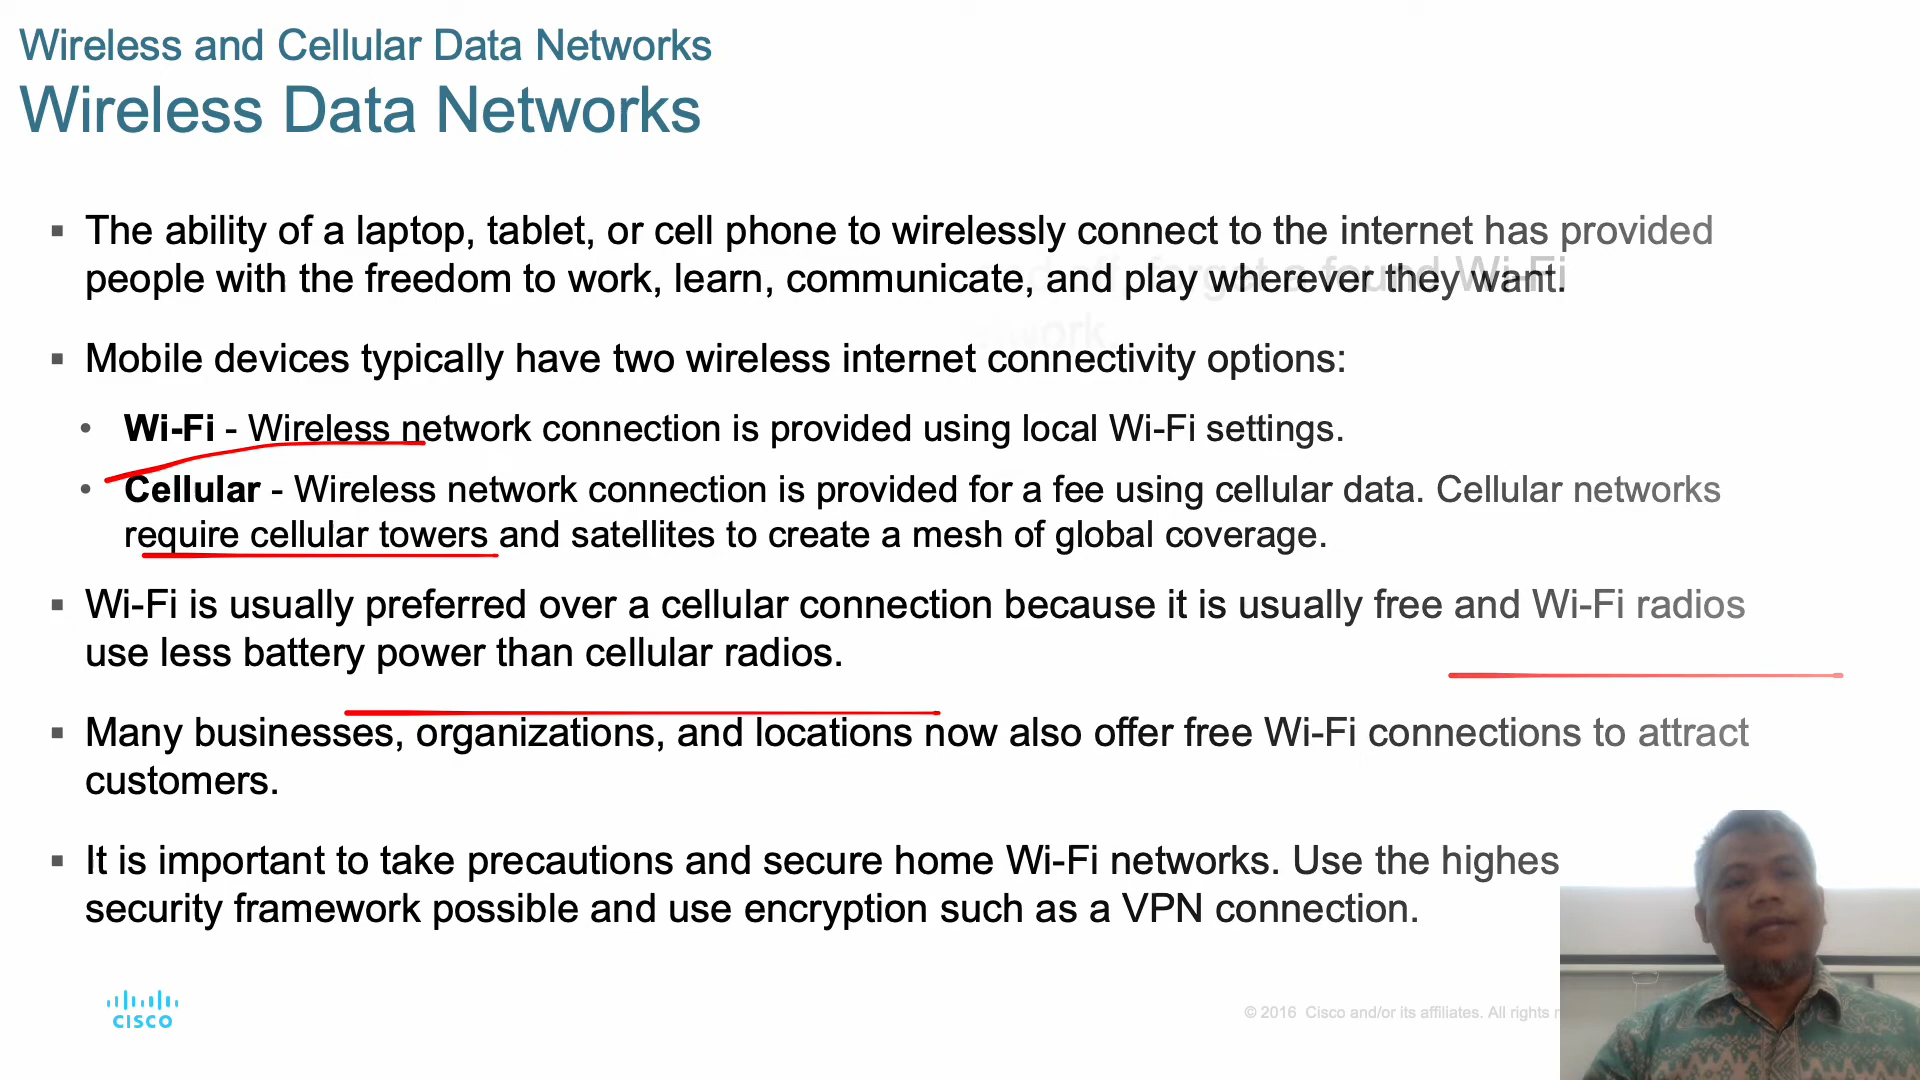 Wireless and Cellular Data Networks
Wireless Data Networks
▪ The ability of a laptop, tablet, or cell phone to wirelessly connect to the internet has provided
people with the freedom to work, learn, communicate, and play wherever they want.
forget a found Wi-Fi
▪ Mobile devices typically have two wireless internet connectivity options:
• Wi-Fi - Wireless network connection is provided using local Wi-Fi settings.
• Cellular - Wireless network connection is provided for a fee using cellular data. Cellular networks
require cellular towers and satellites to create a mesh of global coverage.
▪ Wi-Fi is usually preferred over a cellular connection because it is usually free and Wi-Fi radios
use less battery power than cellular radios.
▪ Many businesses, organizations, and locations now also offer free Wi-Fi connections to attract
customers.
▪ It is important to take precautions and secure home Wi-Fi networks. Use the highes
security framework possible and use encryption such as a VPN connection.
CISCO
© 2016 Cisco and/or its affiliates. All rights